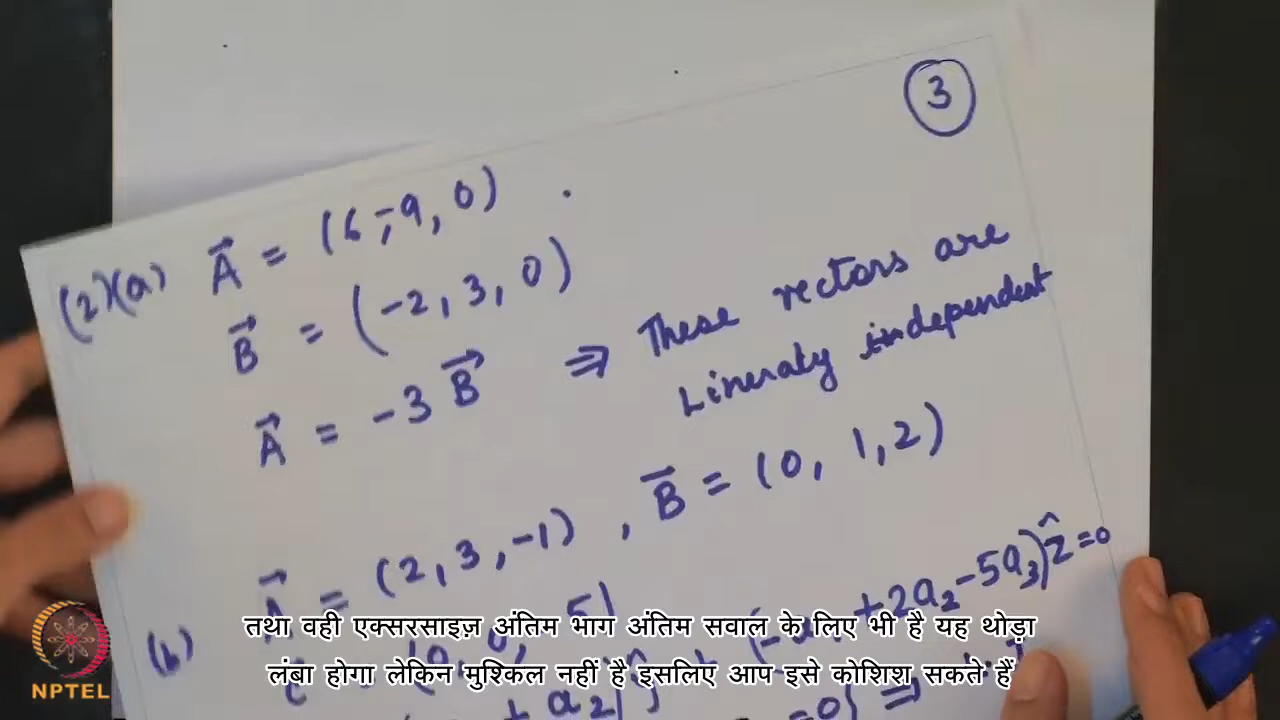 3
(2)(a) A⃗ = (6, -9, 0) .
B⃗ = (-2, 3, 0)
A⃗ = -3 B⃗ ⇒ These vectors are
Lineraly independent
(b) A⃗ = (2, 3, -1) , B⃗ = (0, 1, 2)
+ 2a₂ - 5a₃) ẑ = 0
तथा वही एक्सरसाइज़ अंतिम भाग अंतिम सवाल के लिए भी है यह थोड़ा
लंबा होगा लेकिन मुश्किल नहीं है इसलिए आप इसे कोशिश सकते हैं
NPTEL